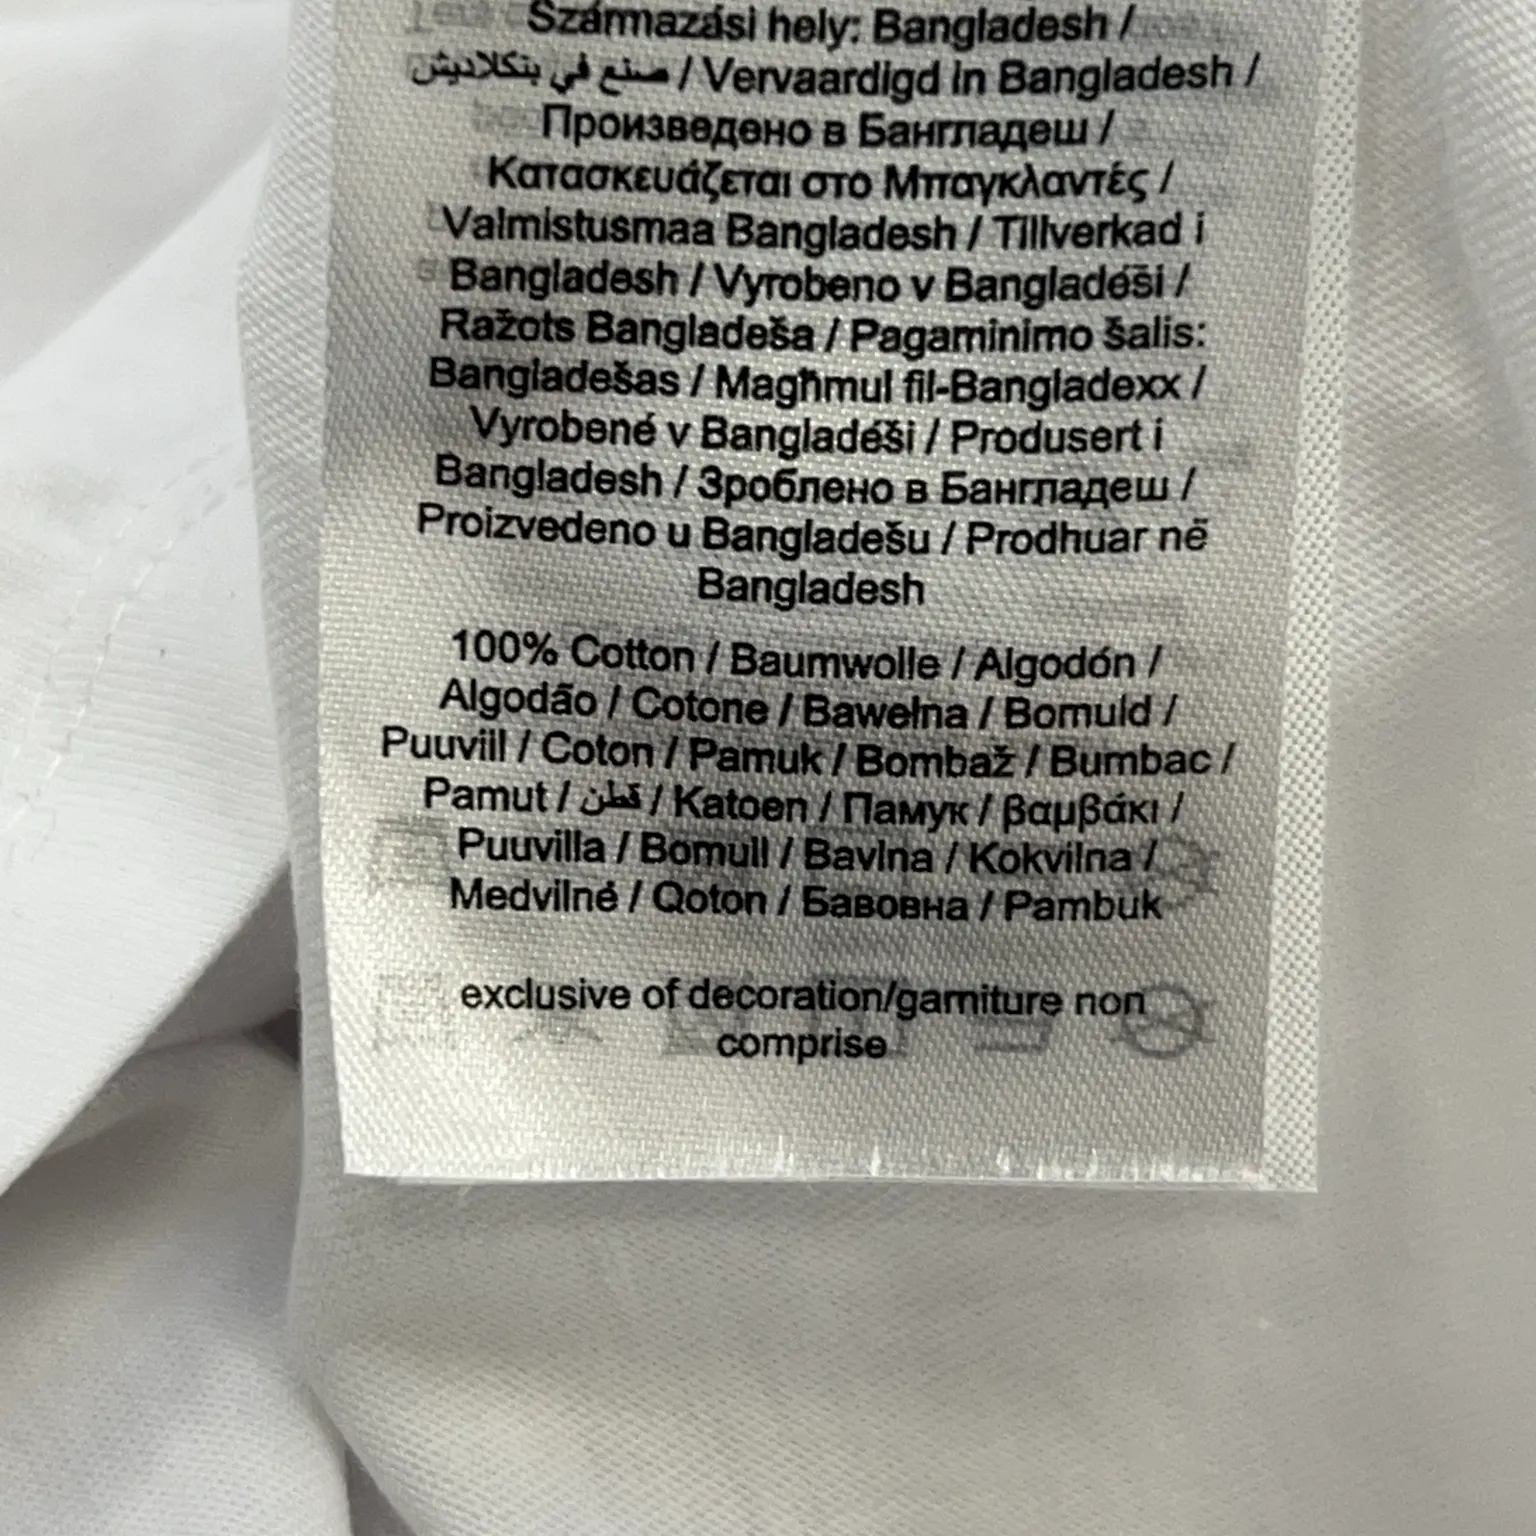 Származási hely: Bangladesh /
صنع في بنكلاديش / Vervaardigd in Bangladesh /
Произведено в Бангладеш /
Κατασκευάζεται στο Μπαγκλαντές /
Valmistusmaa Bangladesh / Tillverkad i
Bangladesh / Vyrobeno v Bangladéši /
Ražots Bangladeša / Pagaminimo šalis:
Bangladešas / Magħmul fil-Bangladexx /
Vyrobené v Bangladéši / Produsert i
Bangladesh / Зроблено в Бангладеш /
Proizvedeno u Bangladešu / Prodhuar në
Bangladesh
100% Cotton / Baumwolle / Algodón /
Algodão / Cotone / Bawełna / Bomuld /
Puuvill / Coton / Pamuk / Bombaž / Bumbac /
Pamut / قطن / Katoen / Памук / βαμβάκι /
Puuvilla / Bomull / Bavlna / Kokvilna /
Medvilné / Qoton / Бавовна / Pambuk
exclusive of decoration/garniture non
comprise